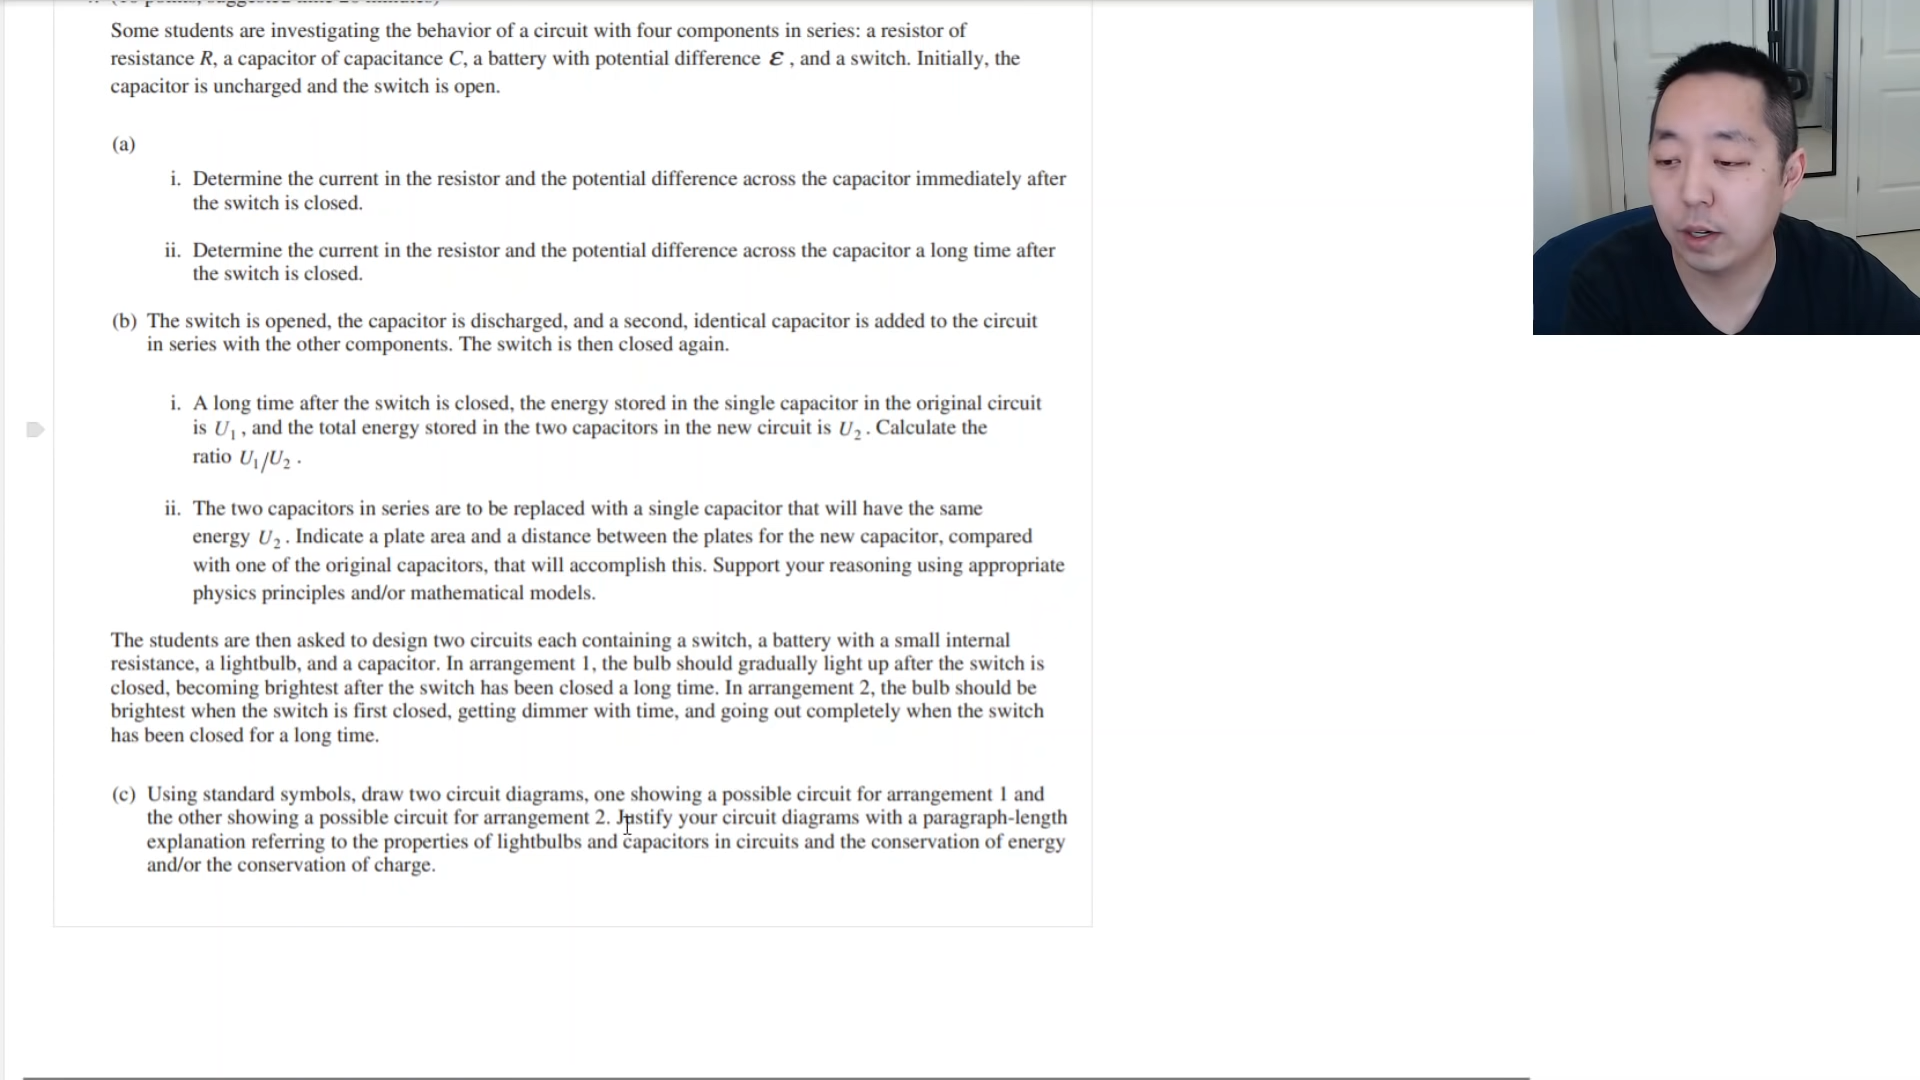 Some students are investigating the behavior of a circuit with four components in series: a resistor of
resistance R, a capacitor of capacitance C, a battery with potential difference ℰ , and a switch. Initially, the
capacitor is uncharged and the switch is open.
(a)
i. Determine the current in the resistor and the potential difference across the capacitor immediately after
the switch is closed.
ii. Determine the current in the resistor and the potential difference across the capacitor a long time after
the switch is closed.
(b) The switch is opened, the capacitor is discharged, and a second, identical capacitor is added to the circuit
in series with the other components. The switch is then closed again.
i. A long time after the switch is closed, the energy stored in the single capacitor in the original circuit
is U₁ , and the total energy stored in the two capacitors in the new circuit is U₂ . Calculate the
ratio U₁/U₂ .
ii. The two capacitors in series are to be replaced with a single capacitor that will have the same
energy U₂ . Indicate a plate area and a distance between the plates for the new capacitor, compared
with one of the original capacitors, that will accomplish this. Support your reasoning using appropriate
physics principles and/or mathematical models.
The students are then asked to design two circuits each containing a switch, a battery with a small internal
resistance, a lightbulb, and a capacitor. In arrangement 1, the bulb should gradually light up after the switch is
closed, becoming brightest after the switch has been closed a long time. In arrangement 2, the bulb should be
brightest when the switch is first closed, getting dimmer with time, and going out completely when the switch
has been closed for a long time.
(c) Using standard symbols, draw two circuit diagrams, one showing a possible circuit for arrangement 1 and
the other showing a possible circuit for arrangement 2. Justify your circuit diagrams with a paragraph-length
explanation referring to the properties of lightbulbs and capacitors in circuits and the conservation of energy
and/or the conservation of charge.